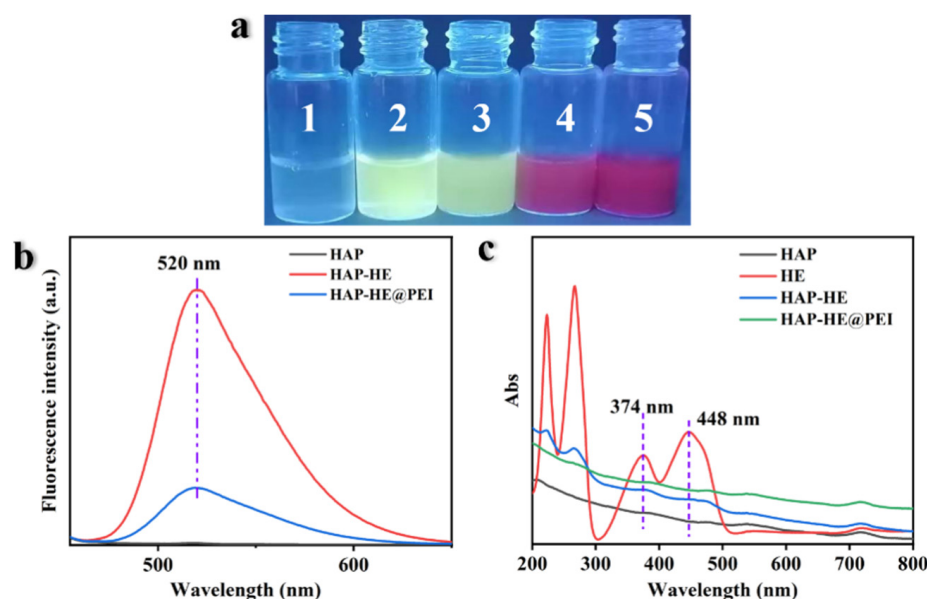 a
1 2 3 4 5
b
520 nm
HAP
HAP-HE
HAP-HE@PEI
Fluorescence intensity (a.u.)
500 600
Wavelength (nm)
c
HAP
HE
HAP-HE
HAP-HE@PEI
374 nm
448 nm
Abs
200 300 400 500 600 700 800
Wavelength (nm)